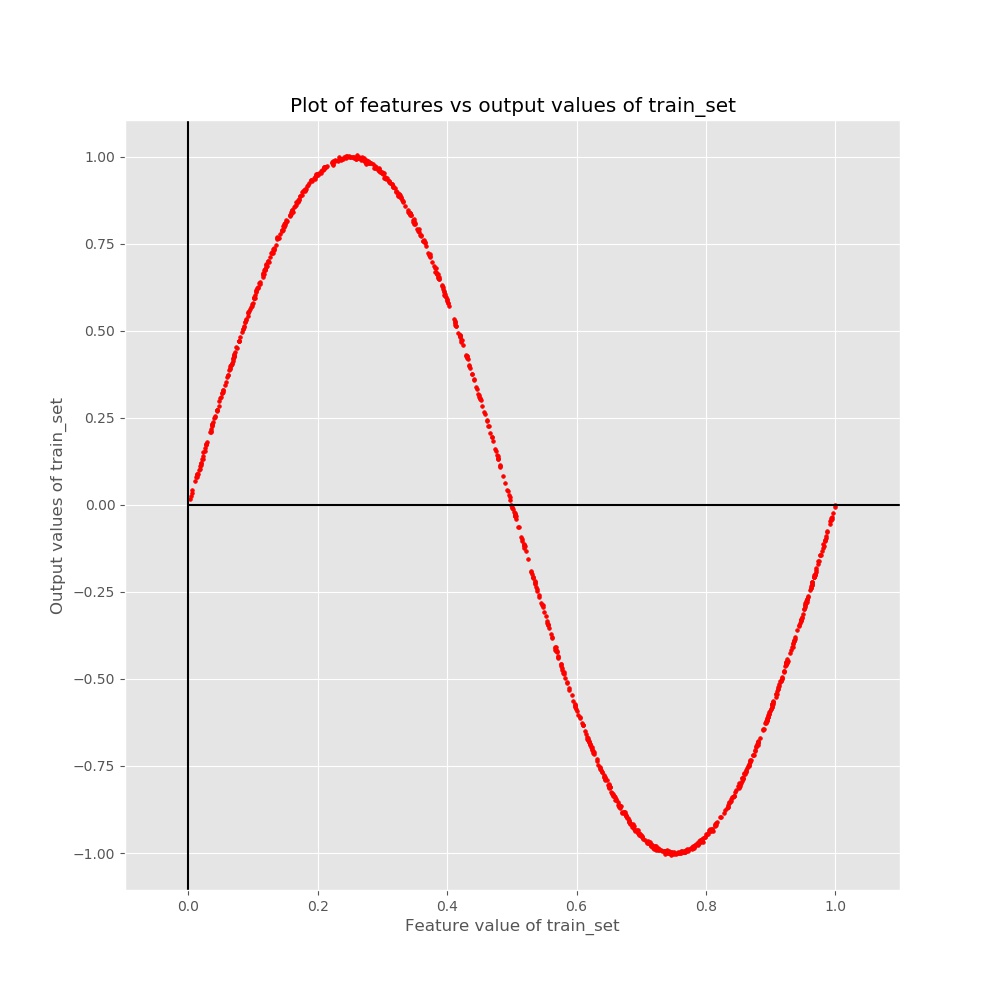 Plot of features vs output values of train_set
1.00
0.75
0.50
0.25
0.00
−0.25
−0.50
−0.75
−1.00
Output values of train_set
0.0 0.2 0.4 0.6 0.8 1.0
Feature value of train_set